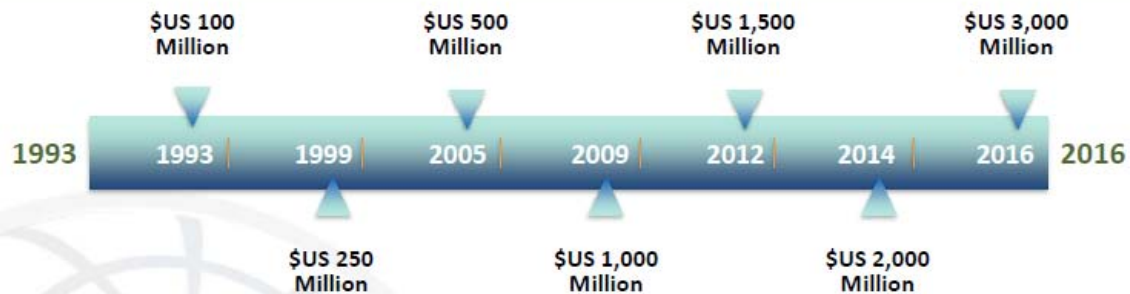 $US 100
Million
$US 500
Million
$US 1,500
Million
$US 3,000
Million
1993 1993 1999 2005 2009 2012 2014 2016 2016
$US 250
Million
$US 1,000
Million
$US 2,000
Million